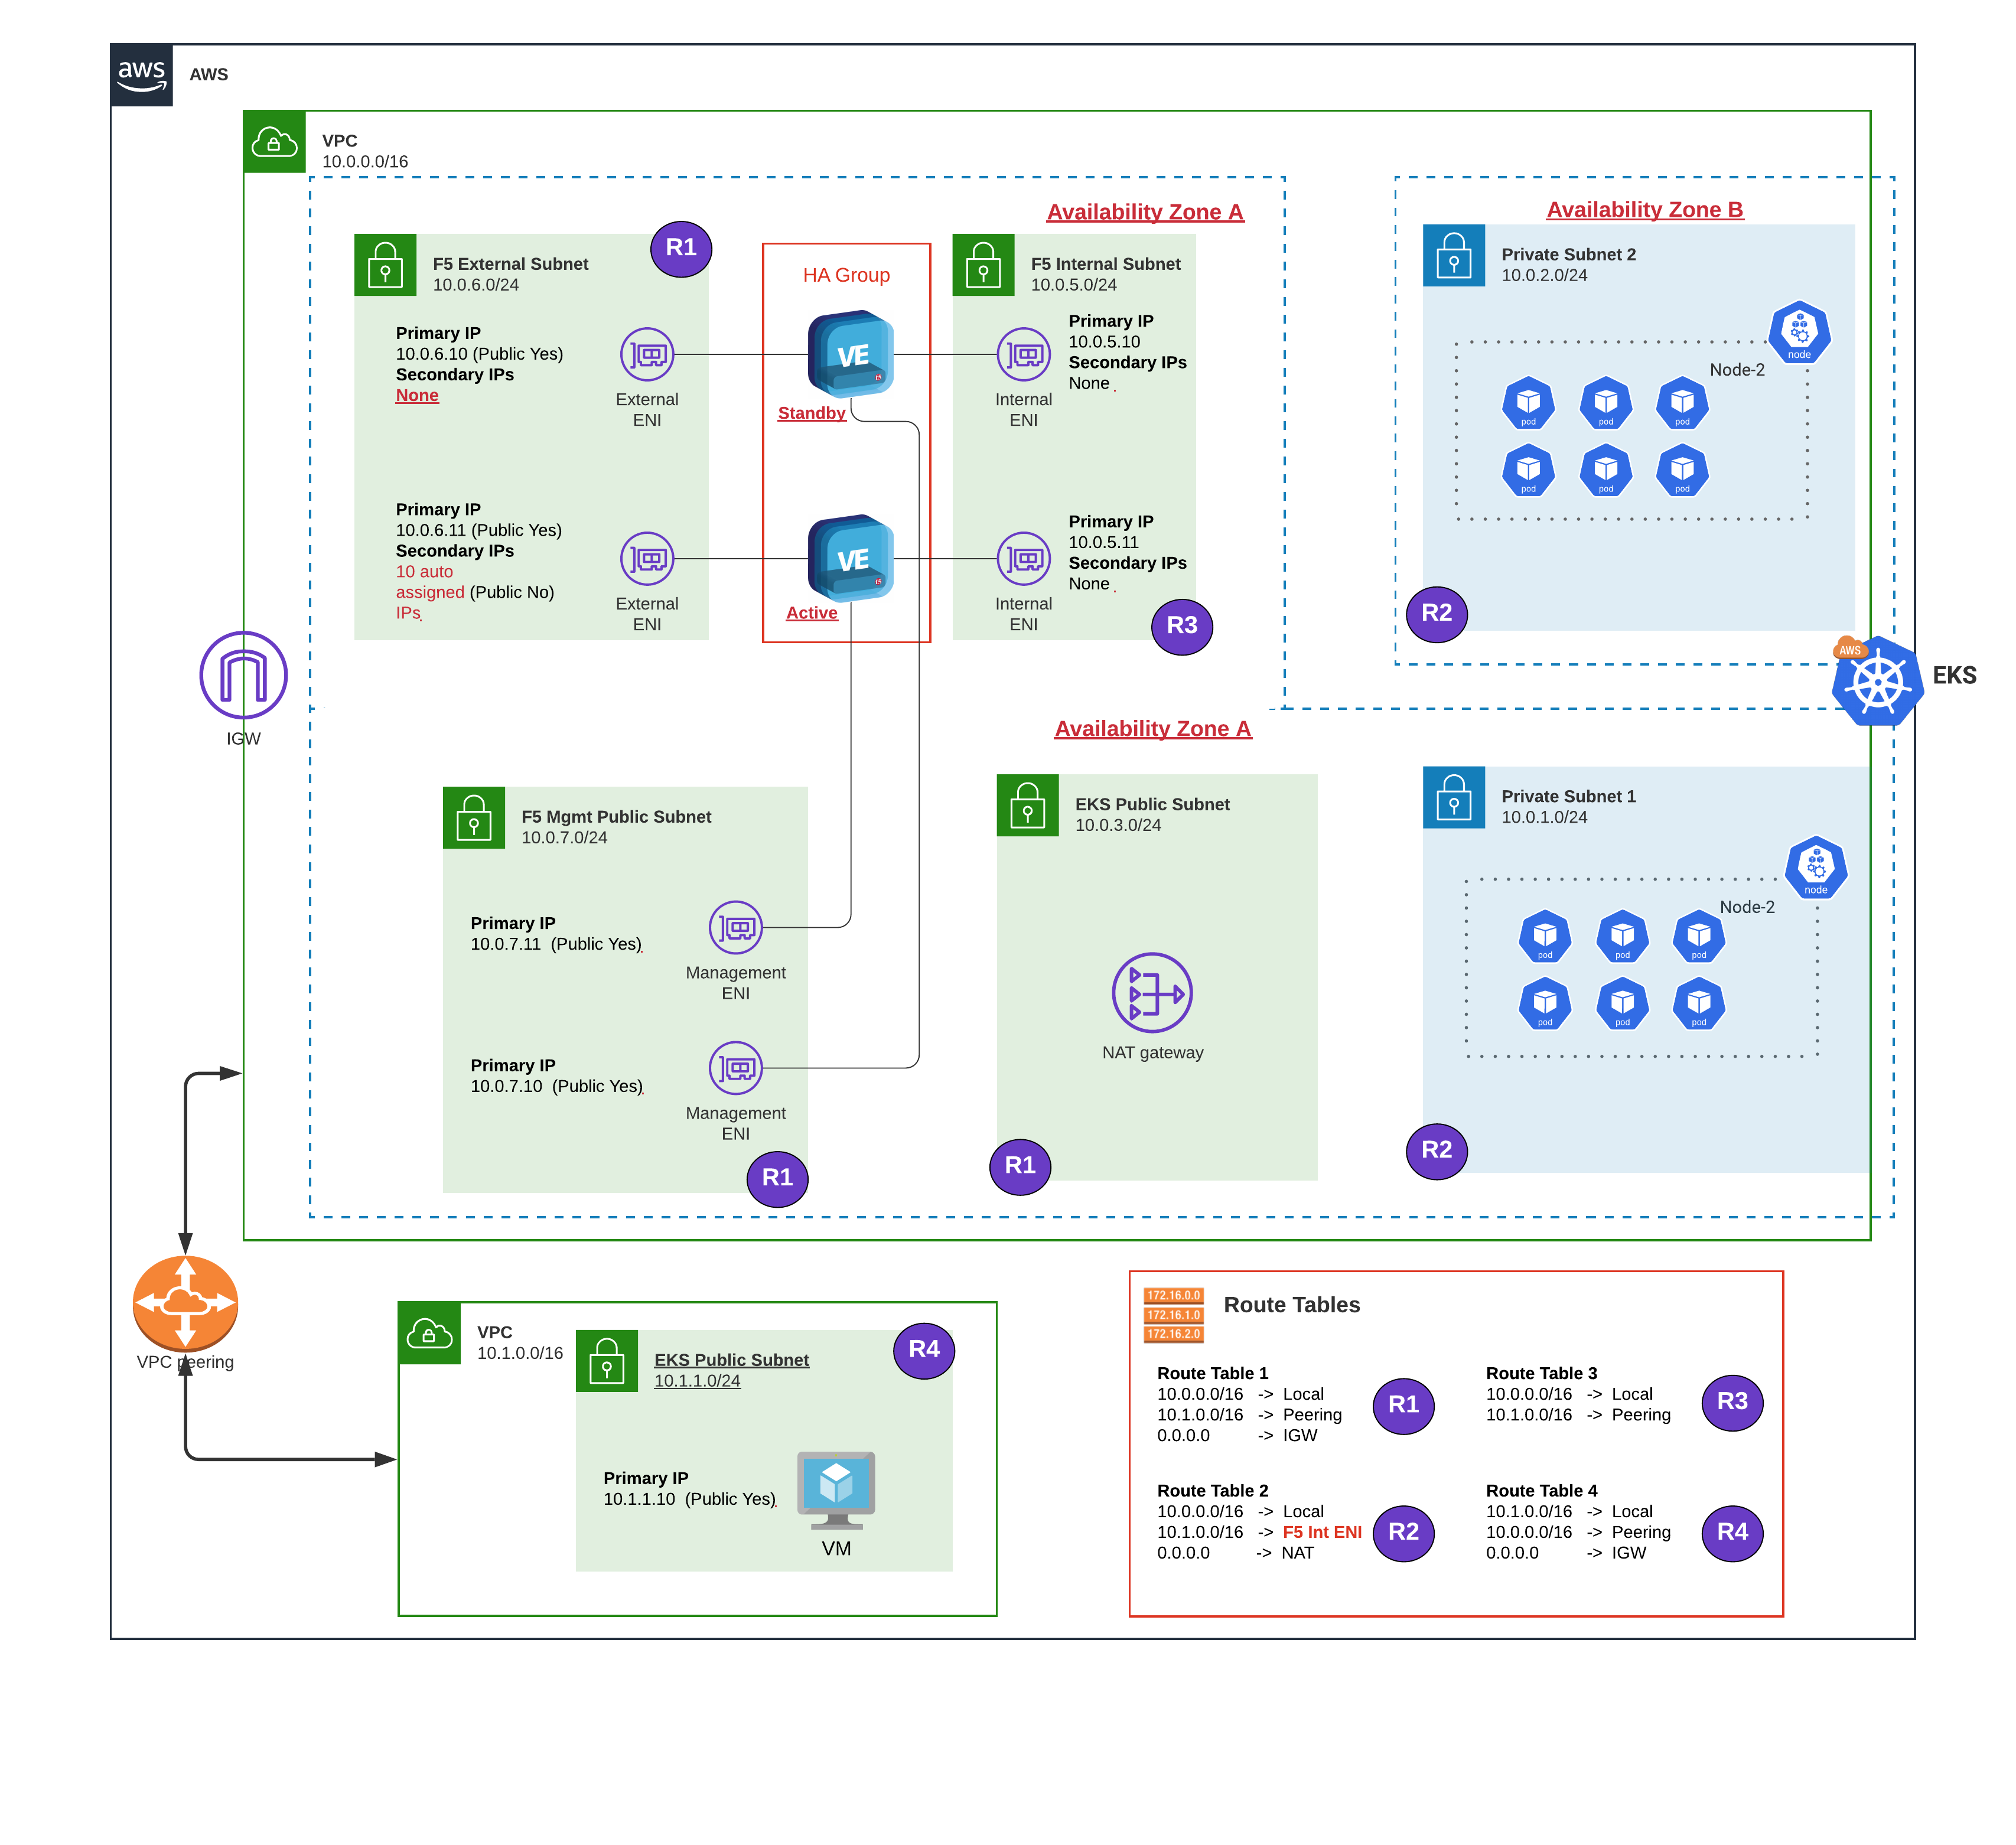 aws
AWS
VPC
10.0.0.0/16
Availability Zone A
Availability Zone B
F5 External Subnet
10.0.6.0/24
R1
HA Group
F5 Internal Subnet
10.0.5.0/24
Private Subnet 2
10.0.2.0/24
Primary IP
10.0.6.10 (Public Yes)
Secondary IPs
None
External
ENI
VE
f5
Standby
Internal
ENI
Primary IP
10.0.5.10
Secondary IPs
None .
node
Node-2
pod
pod
pod
pod
pod
pod
Primary IP
10.0.6.11 (Public Yes)
Secondary IPs
10 auto
assigned (Public No)
IPs.
External
ENI
VE
f5
Active
Internal
ENI
Primary IP
10.0.5.11
Secondary IPs
None .
R3
R2
IGW
AWS
EKS
Availability Zone A
F5 Mgmt Public Subnet
10.0.7.0/24
EKS Public Subnet
10.0.3.0/24
Private Subnet 1
10.0.1.0/24
Primary IP
10.0.7.11 (Public Yes).
Management
ENI
Primary IP
10.0.7.10 (Public Yes).
Management
ENI
R1
NAT gateway
R1
node
Node-2
pod
pod
pod
pod
pod
pod
R2
VPC peering
VPC
10.1.0.0/16
EKS Public Subnet
10.1.1.0/24
R4
Primary IP
10.1.1.10 (Public Yes).
VM
172.16.0.0
172.16.1.0
172.16.2.0
Route Tables
Route Table 1
10.0.0.0/16 -> Local
10.1.0.0/16 -> Peering
0.0.0.0 -> IGW
R1
Route Table 3
10.0.0.0/16 -> Local
10.1.0.0/16 -> Peering
R3
Route Table 2
10.0.0.0/16 -> Local
10.1.0.0/16 -> F5 Int ENI
0.0.0.0 -> NAT
R2
Route Table 4
10.1.0.0/16 -> Local
10.0.0.0/16 -> Peering
0.0.0.0 -> IGW
R4